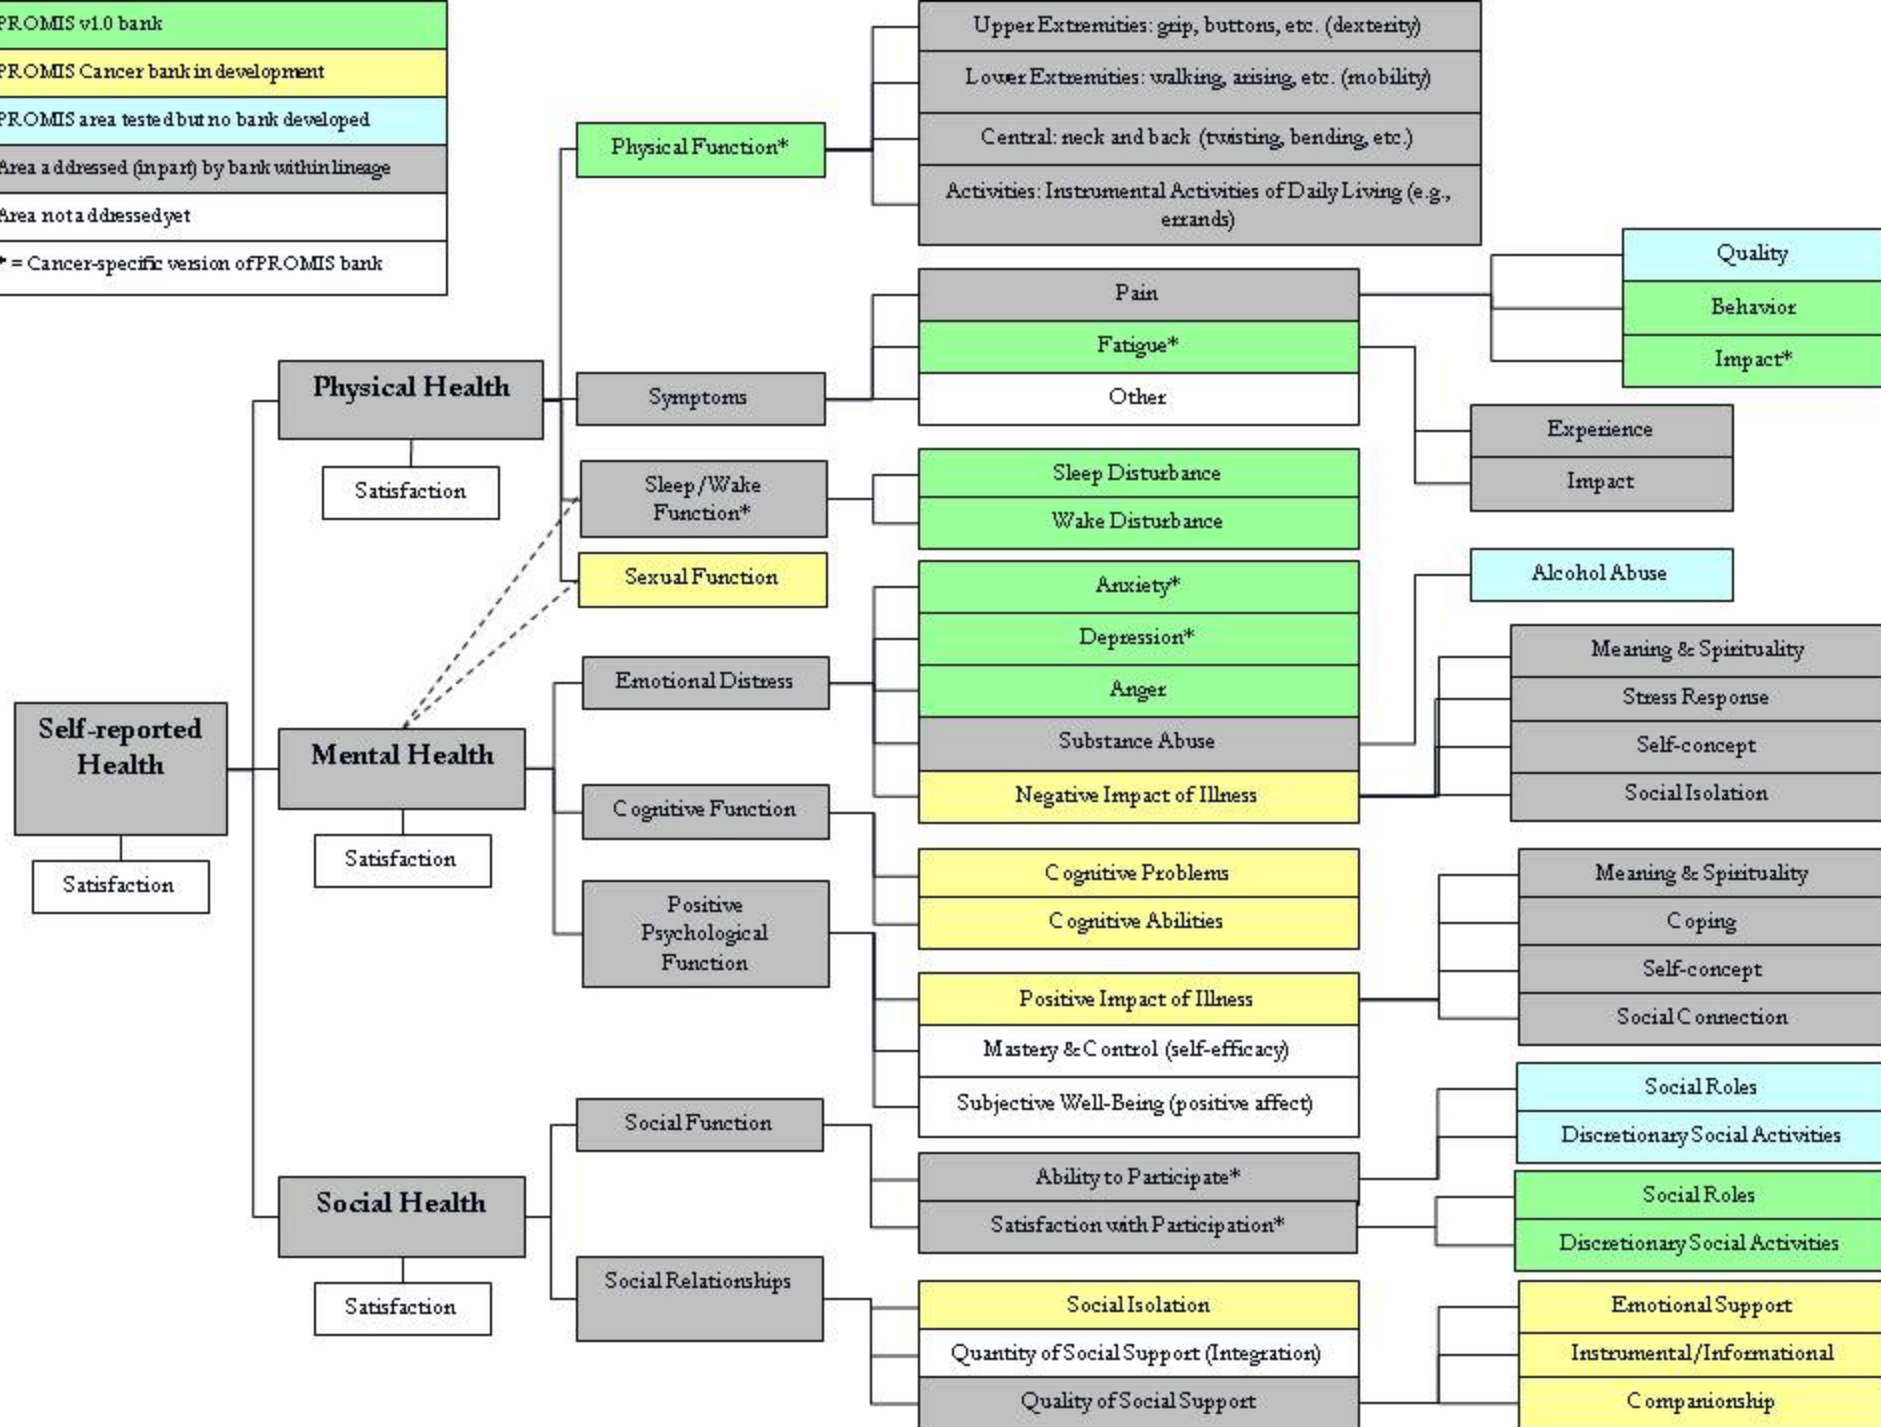 PROMIS v1.0 bank
PROMIS Cancer bank in development
PROMIS area tested but no bank developed
Area addressed (in part) by bank within lineage
Area not addressed yet
* = Cancer-specific version of PROMIS bank
Self-reported
Health
Satisfaction
Physical Health
Satisfaction
Mental Health
Satisfaction
Social Health
Satisfaction
Physical Function*
Symptoms
Sleep/Wake
Function*
Sexual Function
Emotional Distress
Cognitive Function
Positive
Psychological
Function
Social Function
Social Relationships
Upper Extremities: grip, buttons, etc. (dexterity)
Lower Extremities: walking, arising, etc. (mobility)
Central: neck and back (twisting, bending, etc.)
Activities: Instrumental Activities of Daily Living (e.g.,
errands)
Pain
Fatigue*
Other
Sleep Disturbance
Wake Disturbance
Anxiety*
Depression*
Anger
Substance Abuse
Negative Impact of Illness
Cognitive Problems
Cognitive Abilities
Positive Impact of Illness
Mastery & Control (self-efficacy)
Subjective Well-Being (positive affect)
Ability to Participate*
Satisfaction with Participation*
Social Isolation
Quantity of Social Support (Integration)
Quality of Social Support
Quality
Behavior
Impact*
Experience
Impact
Alcohol Abuse
Meaning & Spirituality
Stress Response
Self-concept
Social Isolation
Meaning & Spirituality
Coping
Self-concept
Social Connection
Social Roles
Discretionary Social Activities
Social Roles
Discretionary Social Activities
Emotional Support
Instrumental/Informational
Companionship